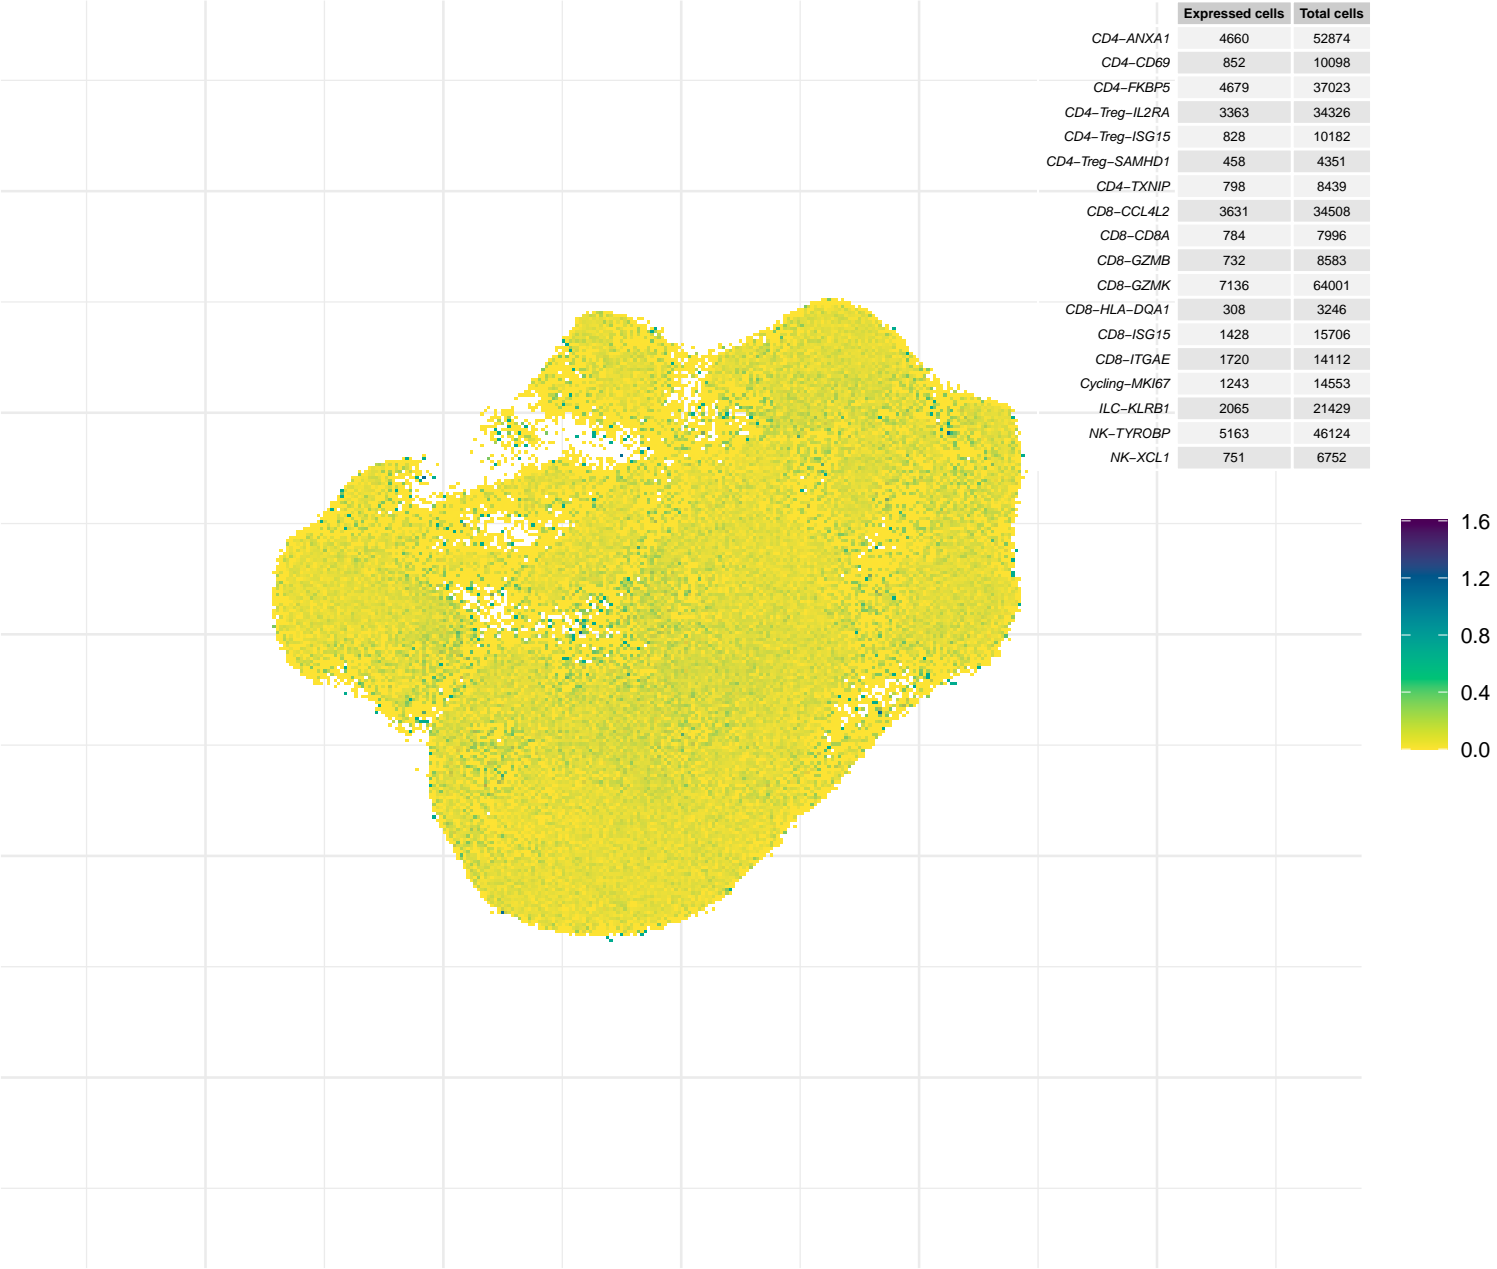 Expressed cells Total cells
CD4−ANXA1 4660 52874
CD4−CD69 852 10098
CD4−FKBP5 4679 37023
CD4−Treg−IL2RA 3363 34326
CD4−Treg−ISG15 828 10182
CD4−Treg−SAMHD1 458 4351
CD4−TXNIP 798 8439
CD8−CCL4L2 3631 34508
CD8−CD8A 784 7996
CD8−GZMB 732 8583
CD8−GZMK 7136 64001
CD8−HLA−DQA1 308 3246
CD8−ISG15 1428 15706
CD8−ITGAE 1720 14112
Cycling−MKI67 1243 14553
ILC−KLRB1 2065 21429
NK−TYROBP 5163 46124
NK−XCL1 751 6752
1.6
1.2
0.8
0.4
0.0